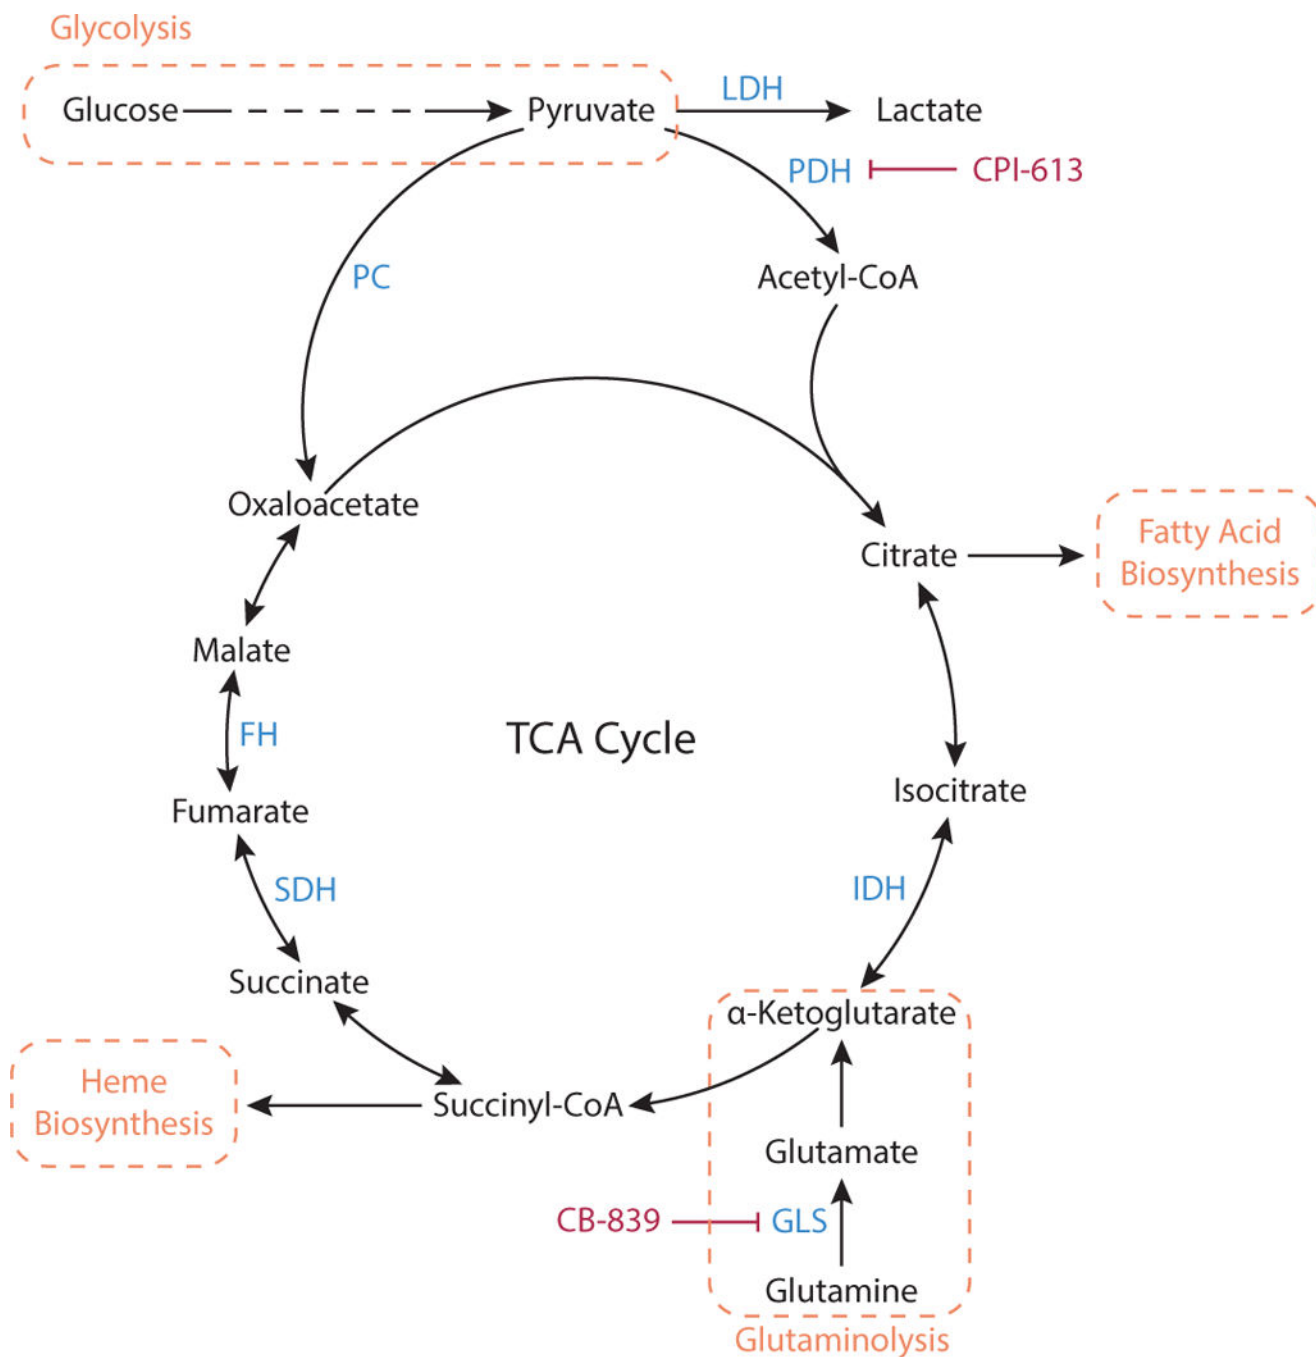 Glycolysis
Glucose
Pyruvate
LDH
Lactate
PDH
CPI-613
PC
Acetyl-CoA
Oxaloacetate
Citrate
Fatty Acid
Biosynthesis
Malate
FH
TCA Cycle
Fumarate
Isocitrate
SDH
IDH
Succinate
α-Ketoglutarate
Heme
Biosynthesis
Succinyl-CoA
Glutamate
CB-839
GLS
Glutamine
Glutaminolysis